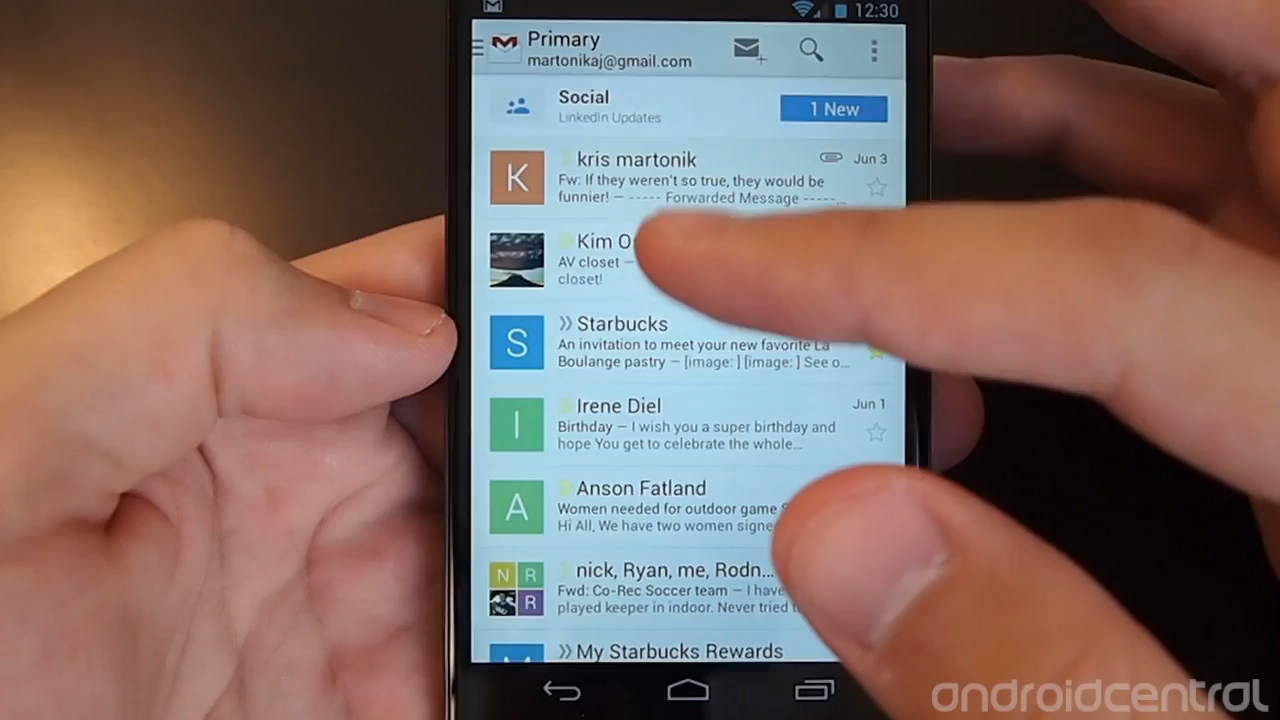 12:30
Primary
martonikaj@gmail.com
Social
LinkedIn Updates
1 New
K
kris martonik
Jun 3
Fw: If they weren't so true, they would be
funnier! – ----- Forwarded Message -----...
Kim
AV closet –
closet!
S
Starbucks
An invitation to meet your new favorite La
Boulange pastry – [image: ] [image: ] See o...
I
Irene Diel
Jun 1
Birthday – I wish you a super birthday and
hope You get to celebrate the whole...
A
Anson Fatland
Women needed for outdoor game
Hi All, We have two women signe
N R
R
nick, Ryan, me, Rodn...
Fwd: Co-Rec Soccer team – I have
played keeper in indoor. Never tried
My Starbucks Rewards
androidcentral